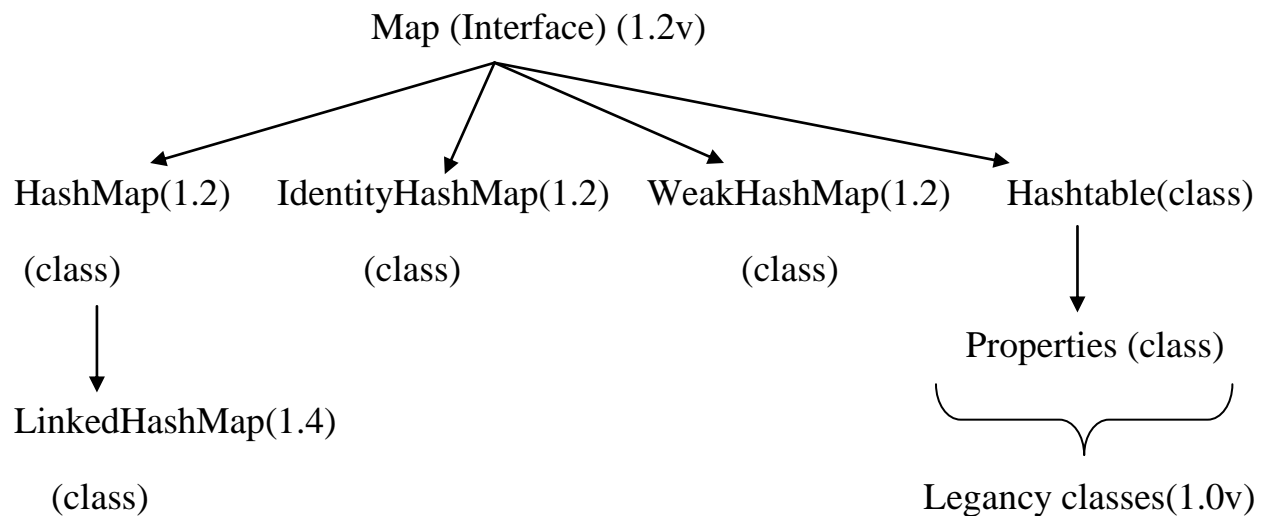 Map (Interface) (1.2v)
HashMap(1.2) IdentityHashMap(1.2) WeakHashMap(1.2) Hashtable(class)
(class) (class) (class)
Properties (class)
LinkedHashMap(1.4)
(class) Legancy classes(1.0v)